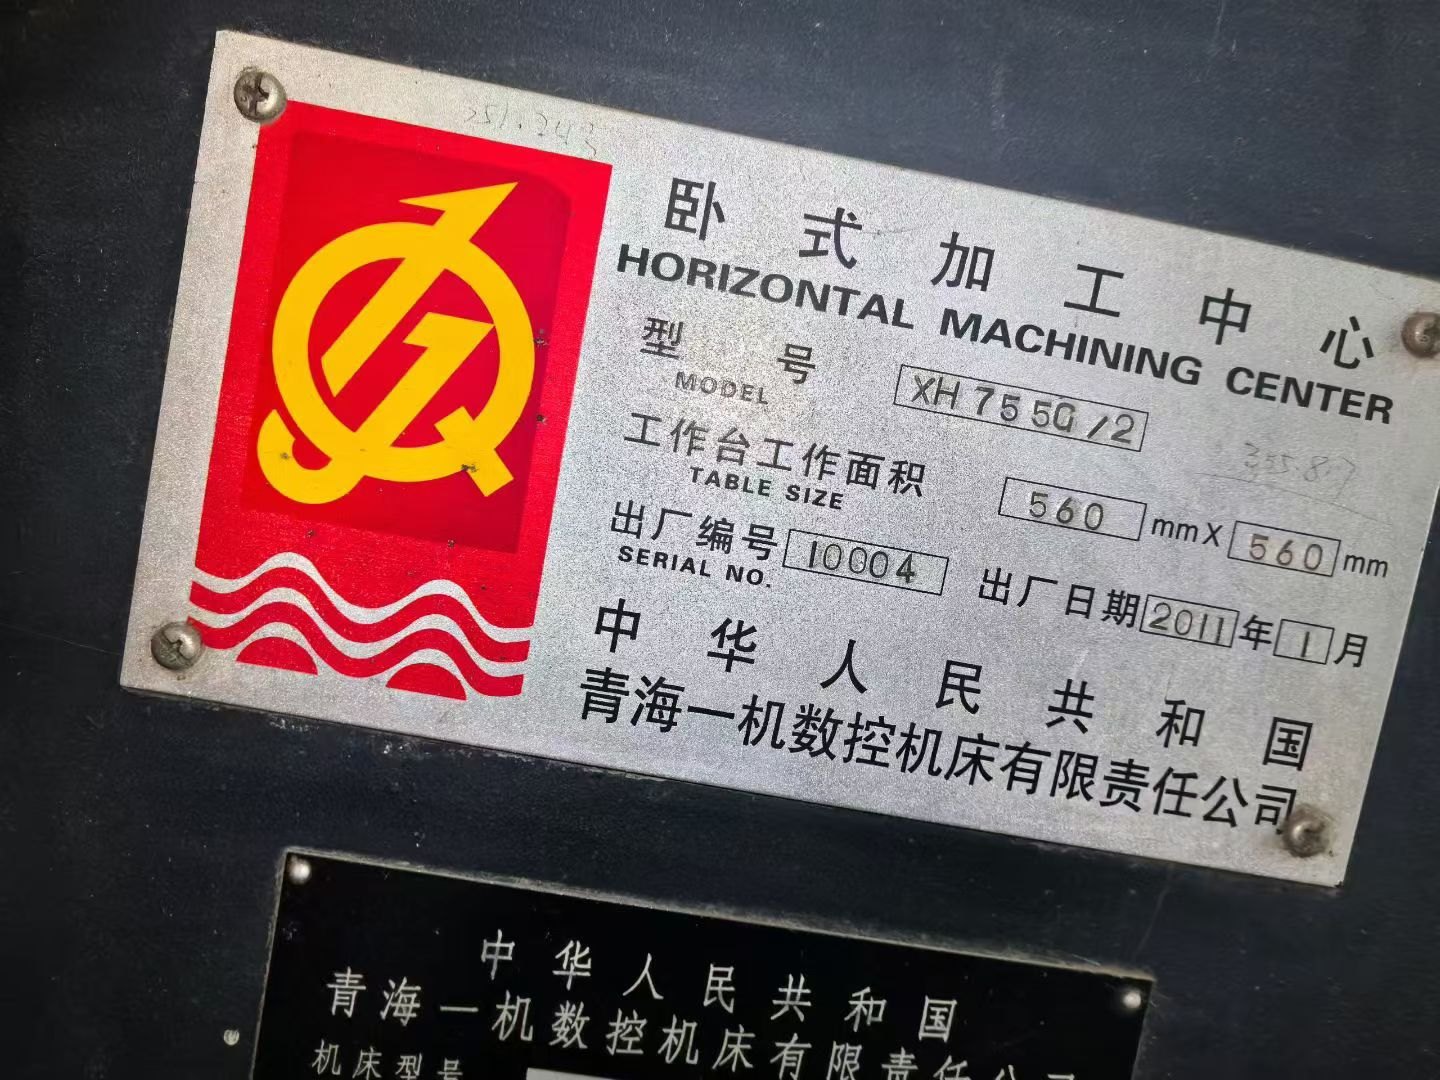 卧式加工中心
HORIZONTAL MACHINING CENTER
型号 XH755G/2
MODEL
工作台工作面积 560 mm X 560 mm
TABLE SIZE
出厂编号 10004 出厂日期 2011 年 1 月
SERIAL NO.
中华人民共和国
青海一机数控机床有限责任公司
中华人民共和国
青海一机数控机床有限责任公司
机床型号